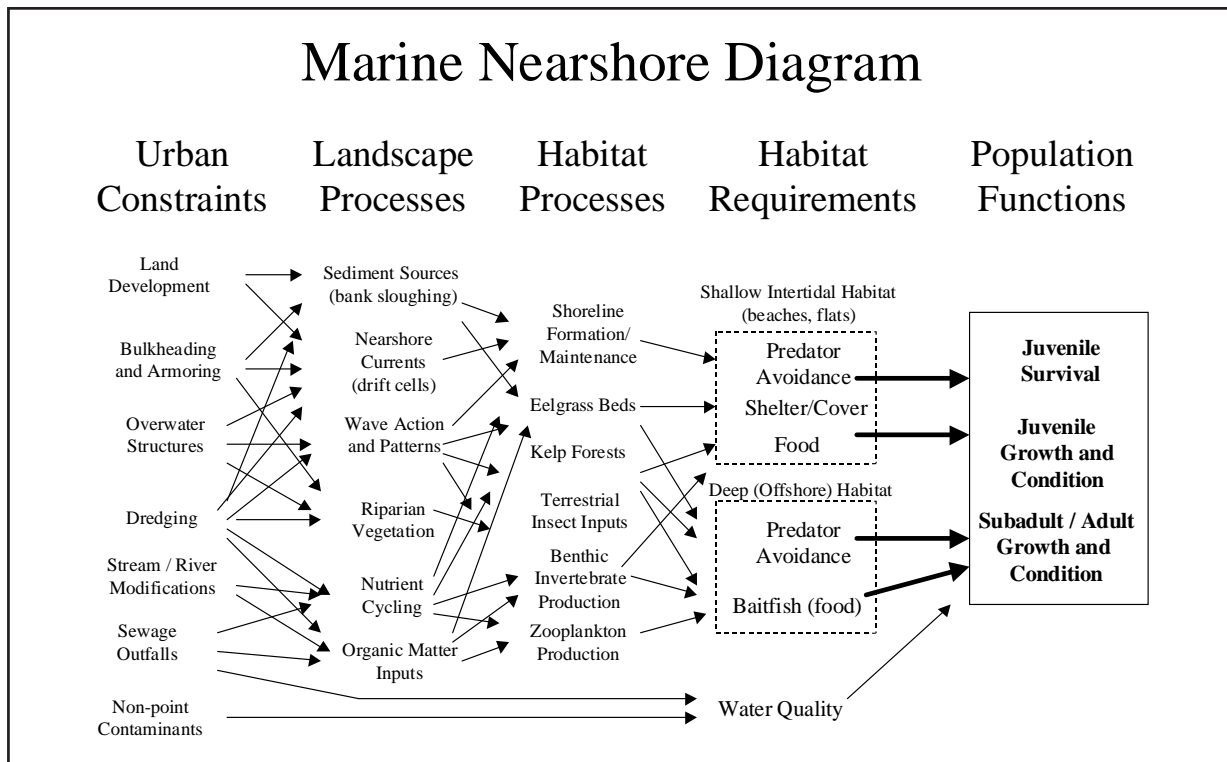 Marine Nearshore Diagram
Urban
Constraints
Landscape
Processes
Habitat
Processes
Habitat
Requirements
Population
Functions
Land
Development
Bulkheading
and Armoring
Overwater
Structures
Dredging
Stream / River
Modifications
Sewage
Outfalls
Non-point
Contaminants
Sediment Sources
(bank sloughing)
Nearshore
Currents
(drift cells)
Wave Action
and Patterns
Riparian
Vegetation
Nutrient
Cycling
Organic Matter
Inputs
Shoreline
Formation/
Maintenance
Eelgrass Beds
Kelp Forests
Terrestrial
Insect Inputs
Benthic
Invertebrate
Production
Zooplankton
Production
Shallow Intertidal Habitat
(beaches, flats)
Predator
Avoidance
Shelter/Cover
Food
Deep (Offshore) Habitat
Predator
Avoidance
Baitfish (food)
Water Quality
Juvenile
Survival
Juvenile
Growth and
Condition
Subadult / Adult
Growth and
Condition